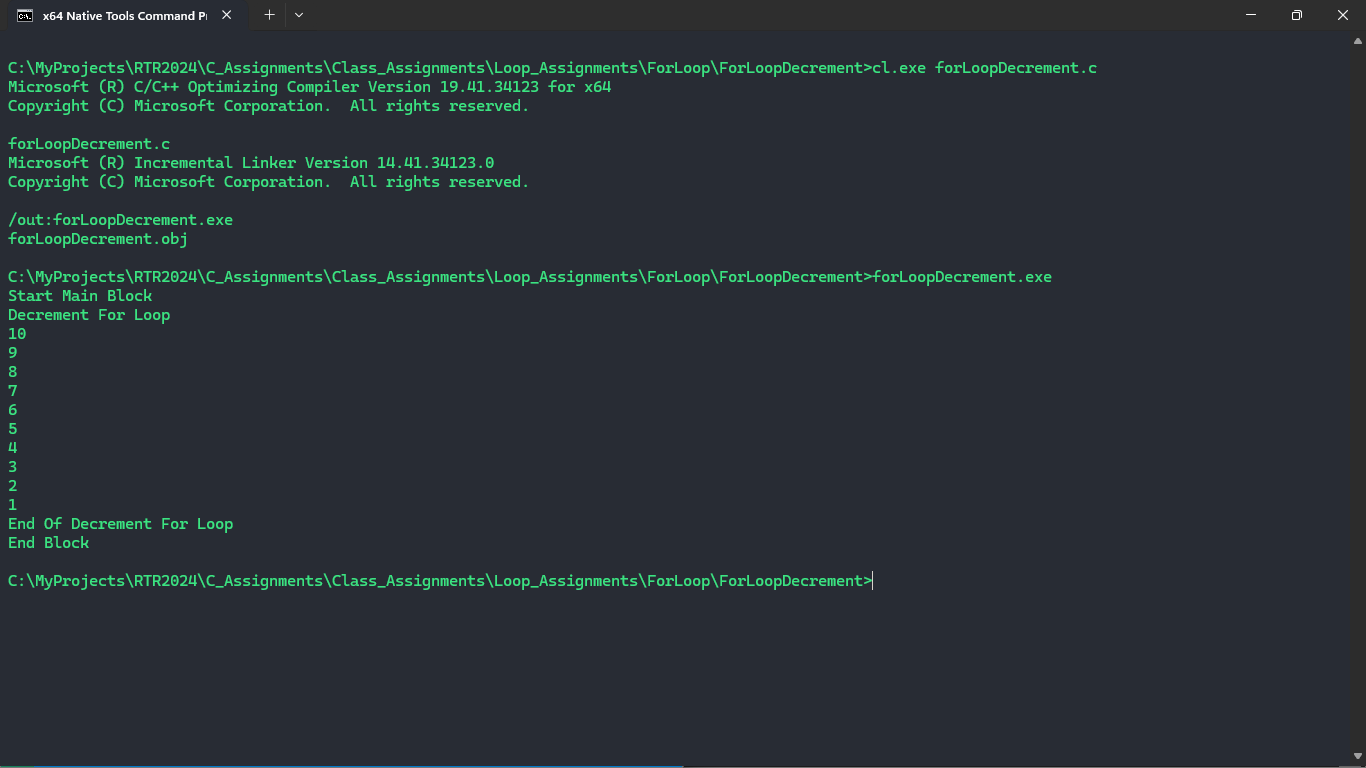 x64 Native Tools Command P
C:\MyProjects\RTR2024\C_Assignments\Class_Assignments\Loop_Assignments\ForLoop\ForLoopDecrement>cl.exe forLoopDecrement.c
Microsoft (R) C/C++ Optimizing Compiler Version 19.41.34123 for x64
Copyright (C) Microsoft Corporation.  All rights reserved.
forLoopDecrement.c
Microsoft (R) Incremental Linker Version 14.41.34123.0
Copyright (C) Microsoft Corporation.  All rights reserved.
/out:forLoopDecrement.exe
forLoopDecrement.obj
C:\MyProjects\RTR2024\C_Assignments\Class_Assignments\Loop_Assignments\ForLoop\ForLoopDecrement>forLoopDecrement.exe
Start Main Block
Decrement For Loop
10
9
8
7
6
5
4
3
2
1
End Of Decrement For Loop
End Block
C:\MyProjects\RTR2024\C_Assignments\Class_Assignments\Loop_Assignments\ForLoop\ForLoopDecrement>